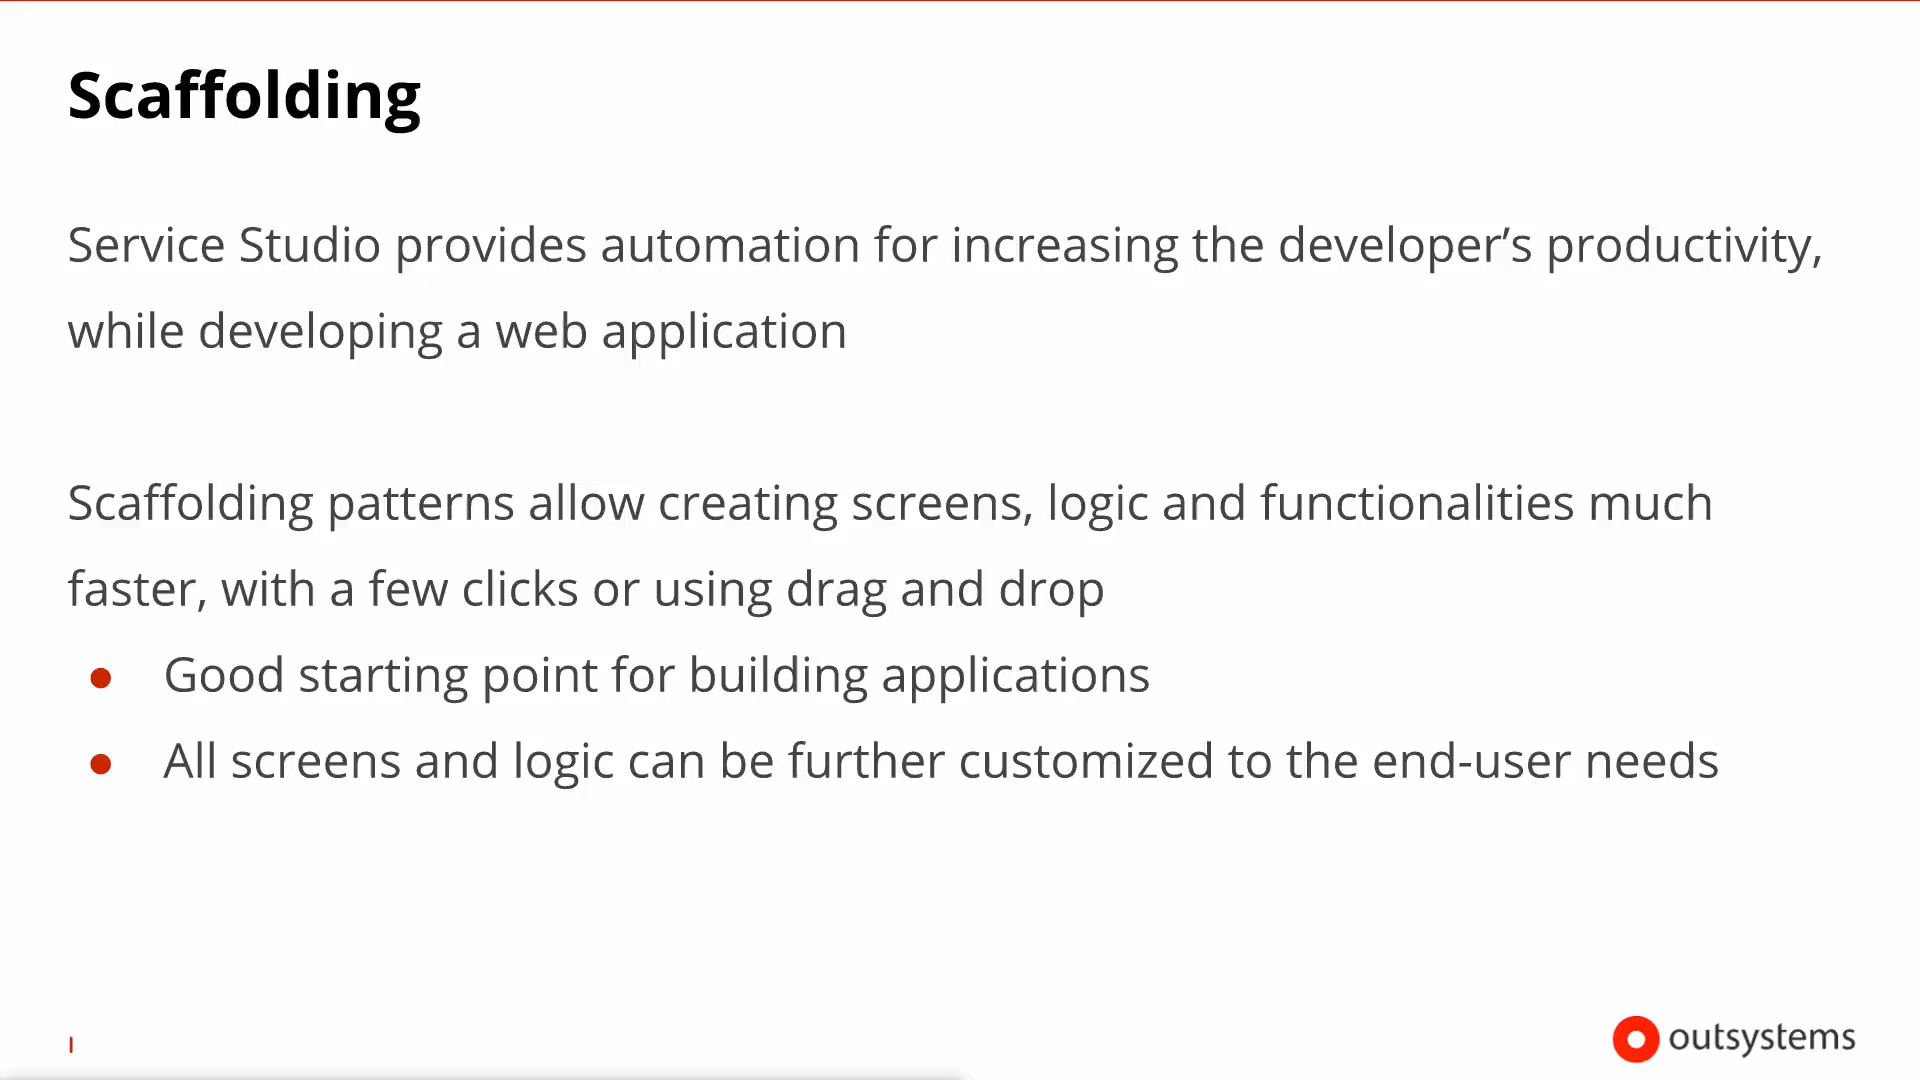 Scaffolding
Service Studio provides automation for increasing the developer’s productivity,
while developing a web application
Scaffolding patterns allow creating screens, logic and functionalities much
faster, with a few clicks or using drag and drop
● Good starting point for building applications
● All screens and logic can be further customized to the end-user needs
|
outsystems